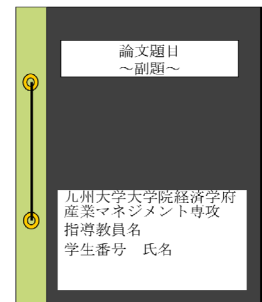 論文題目
～副題～
九州大学大学院経済学府
産業マネジメント専攻
指導教員名
学生番号　氏名